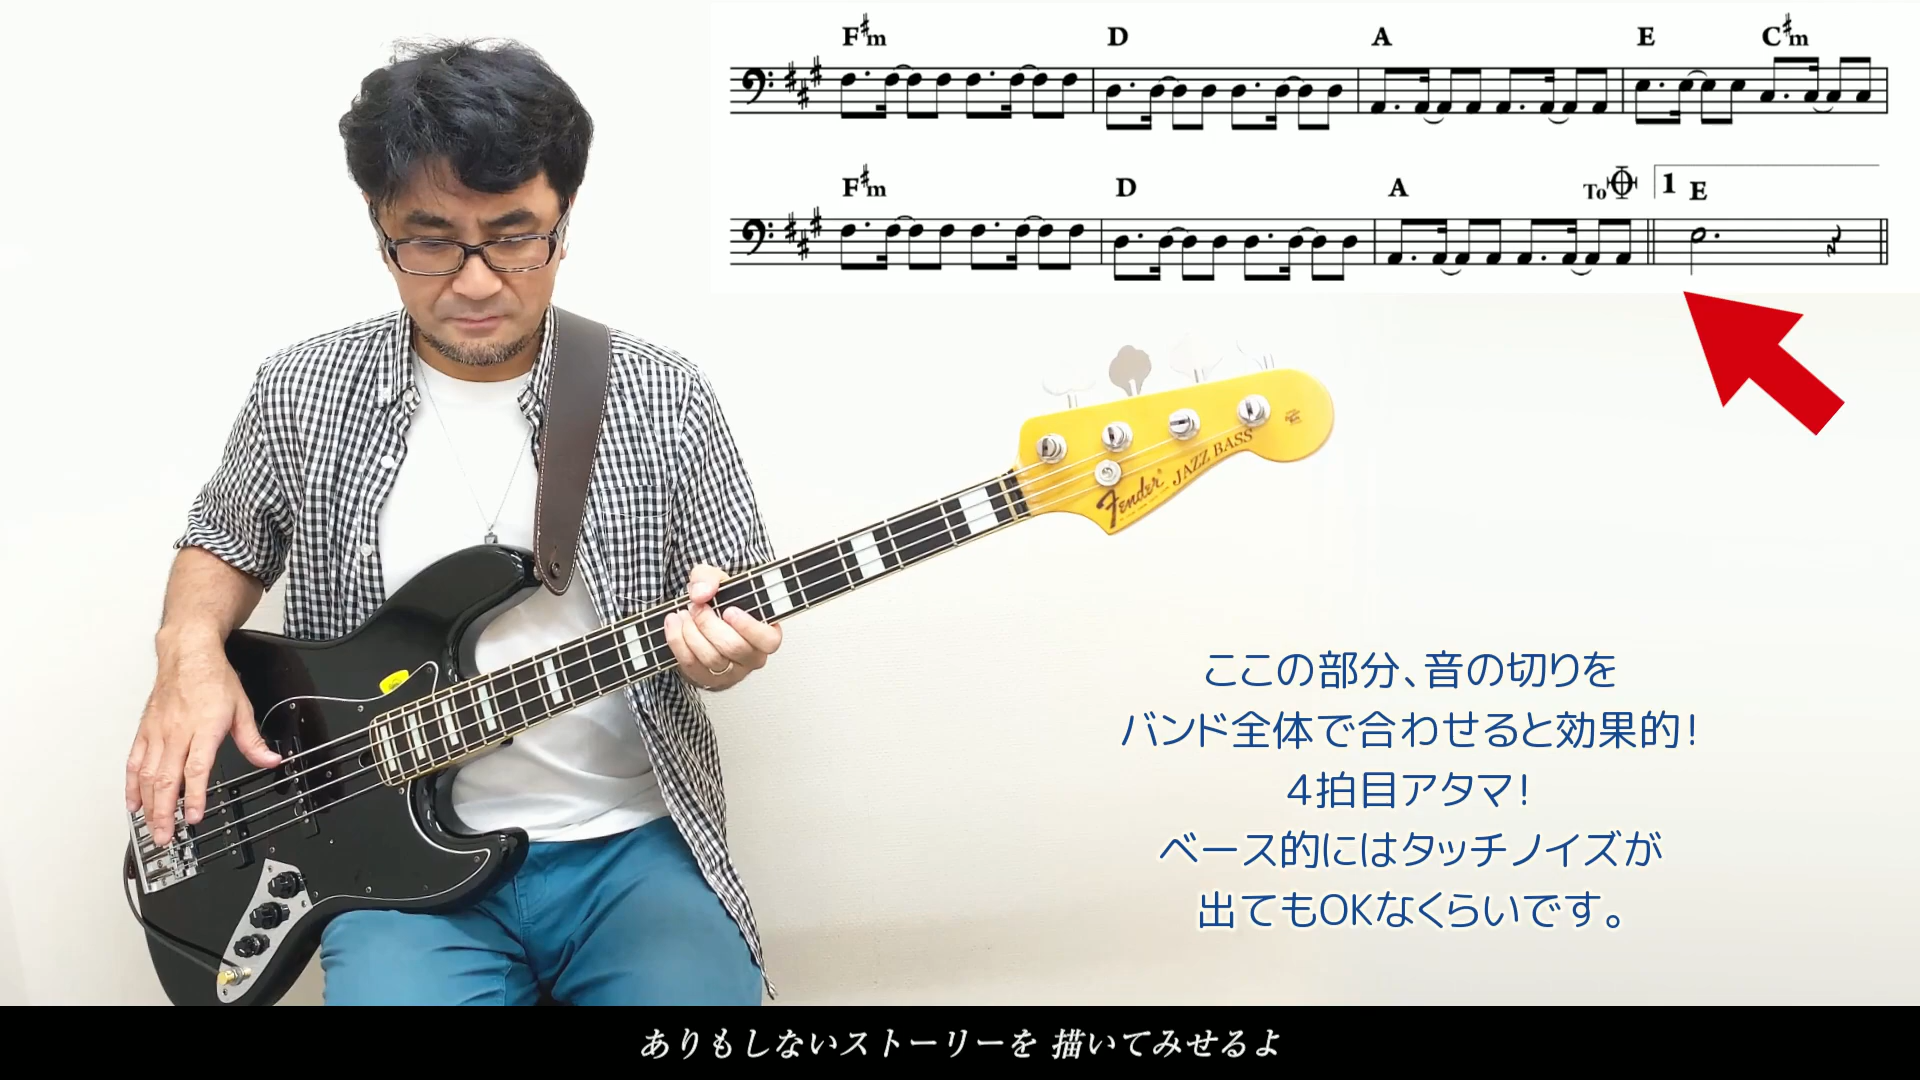 F♯m D A E C♯m
F♯m D A To 1 E
Fender JAZZ BASS
ここの部分、音の切りを
バンド全体で合わせると効果的！
４拍目アタマ！
ベース的にはタッチノイズが
出てもOKなくらいです。
ありもしないストーリーを 描いてみせるよ